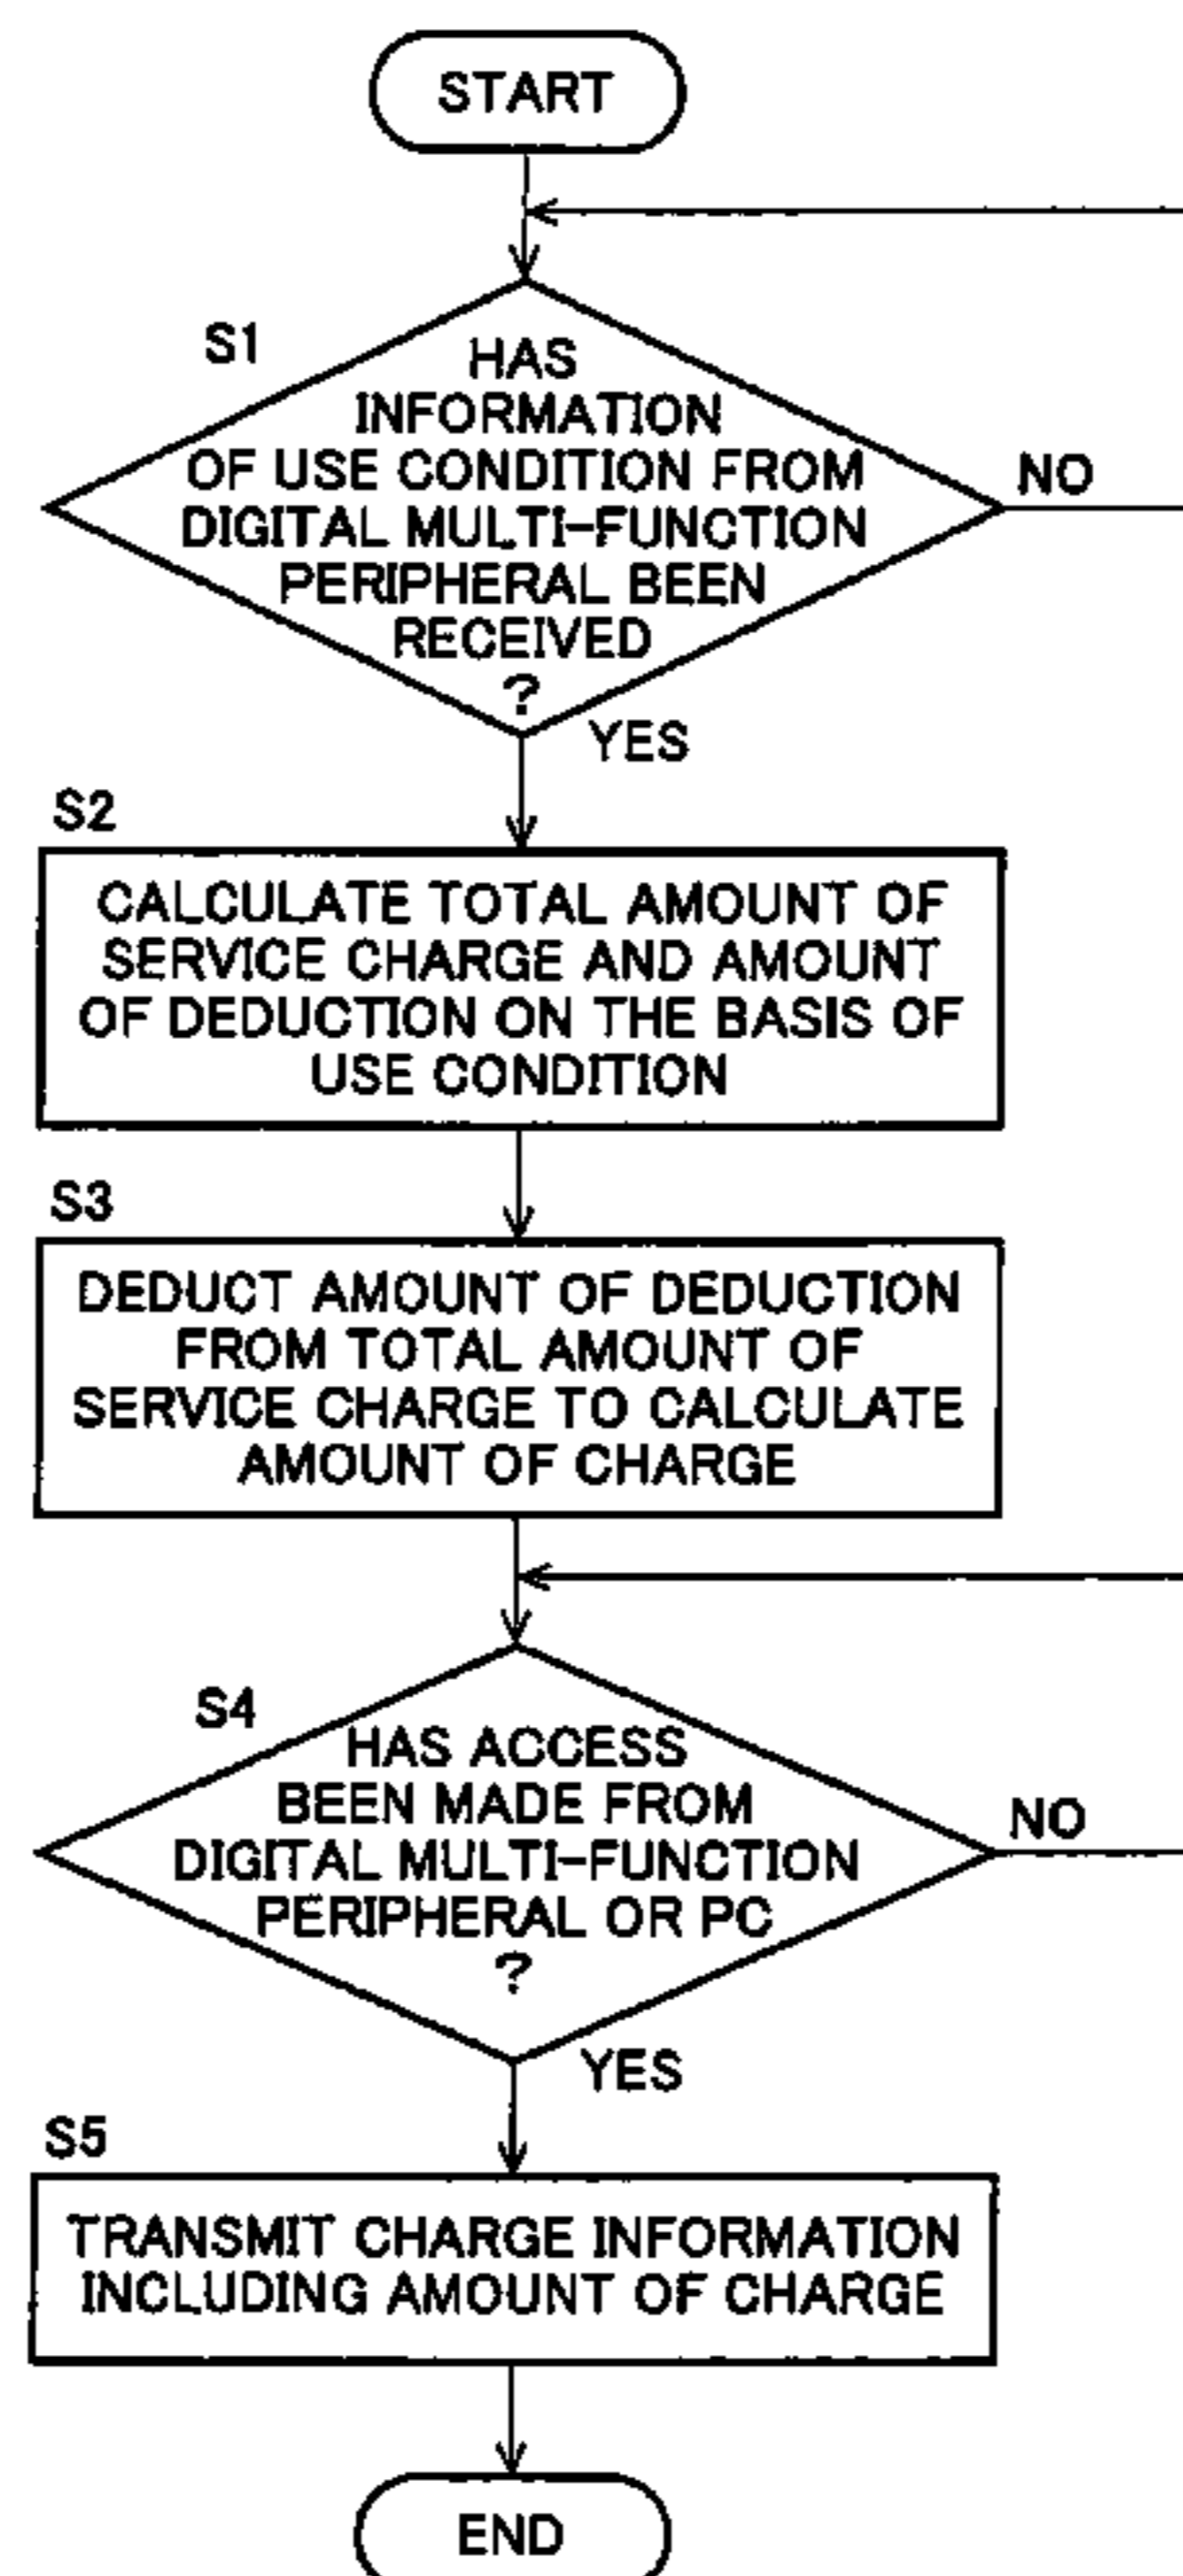 START
S1
HAS
INFORMATION
OF USE CONDITION FROM
DIGITAL MULTI-FUNCTION
PERIPHERAL BEEN
RECEIVED
?
NO
YES
S2
CALCULATE TOTAL AMOUNT OF
SERVICE CHARGE AND AMOUNT
OF DEDUCTION ON THE BASIS OF
USE CONDITION
S3
DEDUCT AMOUNT OF DEDUCTION
FROM TOTAL AMOUNT OF
SERVICE CHARGE TO CALCULATE
AMOUNT OF CHARGE
S4
HAS ACCESS
BEEN MADE FROM
DIGITAL MULTI-FUNCTION
PERIPHERAL OR PC
?
NO
YES
S5
TRANSMIT CHARGE INFORMATION
INCLUDING AMOUNT OF CHARGE
END